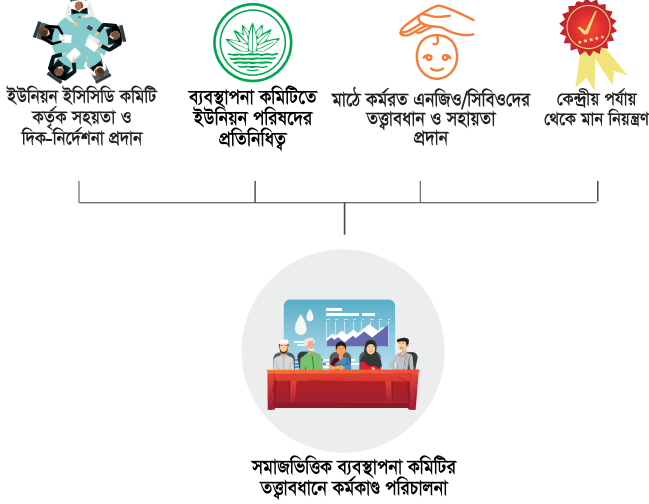 ইউনিয়ন ইসিসিডি কমিটি
কর্তৃক সহয়তা ও
দিক-নির্দেশনা প্রদান
ব্যবস্থাপনা কমিটিতে
ইউনিয়ন পরিষদের
প্রতিনিধিত্ব
মাঠে কর্মরত এনজিও/সিবিওদের
তত্ত্বাবধান ও সহায়তা
প্রদান
কেন্দ্রীয় পর্যায়
থেকে মান নিয়ন্ত্রণ
সমাজভিত্তিক ব্যবস্থাপনা কমিটির
তত্ত্বাবধানে কর্মকাণ্ড পরিচালনা